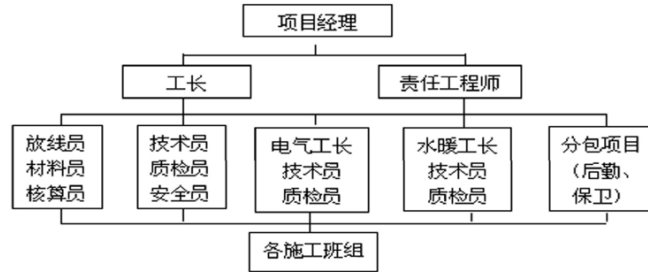 项目经理
工长
责任工程师
放线员
材料员
核算员
技术员
质检员
安全员
电气工长
技术员
质检员
水暖工长
技术员
质检员
分包项目
（后勤、
保卫）
各施工班组